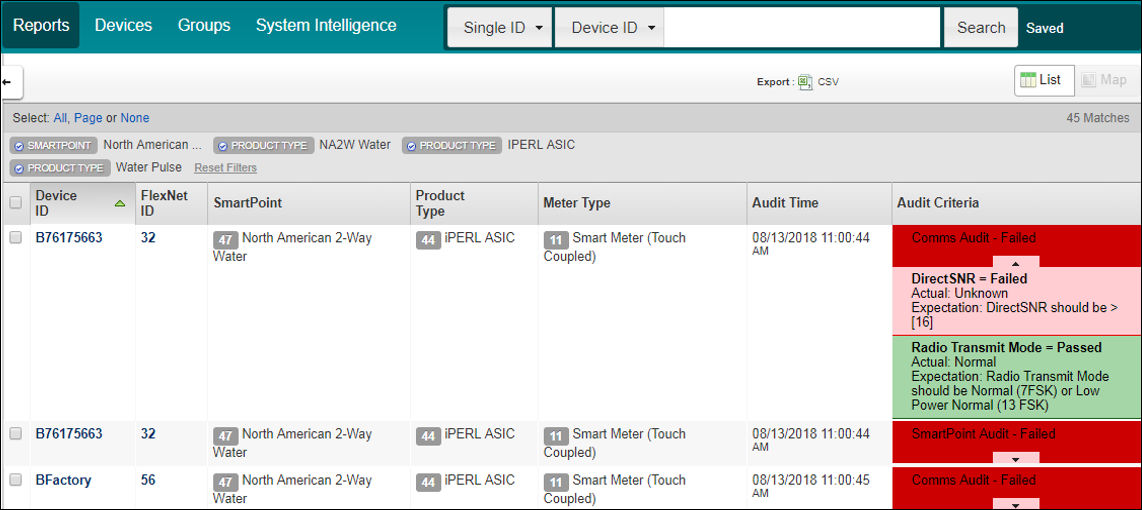 Reports Devices Groups System Intelligence Single ID Device ID Search Saved
Export : CSV List Map
Select: All, Page or None 45 Matches
SMARTPOINT North American ... PRODUCT TYPE NA2W Water PRODUCT TYPE IPERL ASIC
PRODUCT TYPE Water Pulse Reset Filters
Device ID FlexNet ID SmartPoint Product Type Meter Type Audit Time Audit Criteria
B76175663 32 47 North American 2-Way Water 44 iPERL ASIC 11 Smart Meter (Touch Coupled) 08/13/2018 11:00:44 AM Comms Audit - Failed
DirectSNR = Failed
Actual: Unknown
Expectation: DirectSNR should be >
[16]
Radio Transmit Mode = Passed
Actual: Normal
Expectation: Radio Transmit Mode
should be Normal (7FSK) or Low
Power Normal (13 FSK)
B76175663 32 47 North American 2-Way Water 44 iPERL ASIC 11 Smart Meter (Touch Coupled) 08/13/2018 11:00:44 AM SmartPoint Audit - Failed
BFactory 56 47 North American 2-Way Water 44 iPERL ASIC 11 Smart Meter (Touch Coupled) 08/13/2018 11:00:45 AM Comms Audit - Failed